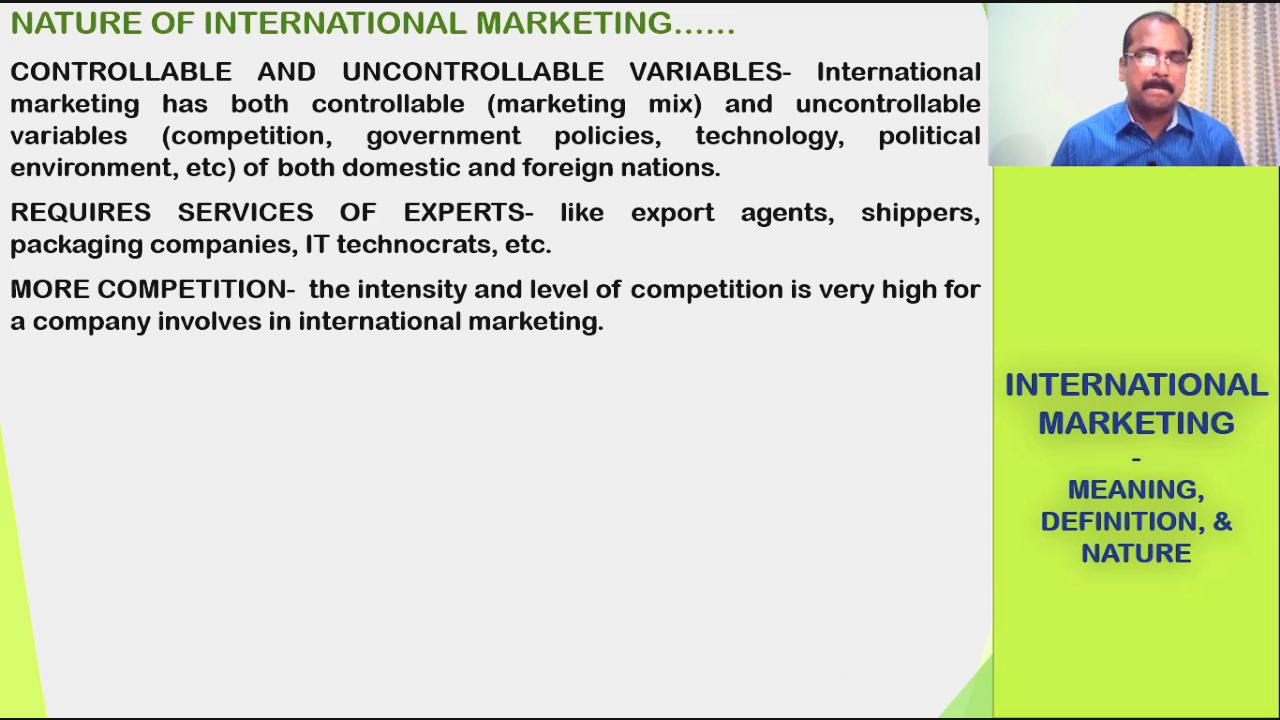 NATURE OF INTERNATIONAL MARKETING......
CONTROLLABLE AND UNCONTROLLABLE VARIABLES- International
marketing has both controllable (marketing mix) and uncontrollable
variables (competition, government policies, technology, political
environment, etc) of both domestic and foreign nations.
REQUIRES SERVICES OF EXPERTS- like export agents, shippers,
packaging companies, IT technocrats, etc.
MORE COMPETITION- the intensity and level of competition is very high for
a company involves in international marketing.
INTERNATIONAL
MARKETING
-
MEANING,
DEFINITION, &
NATURE